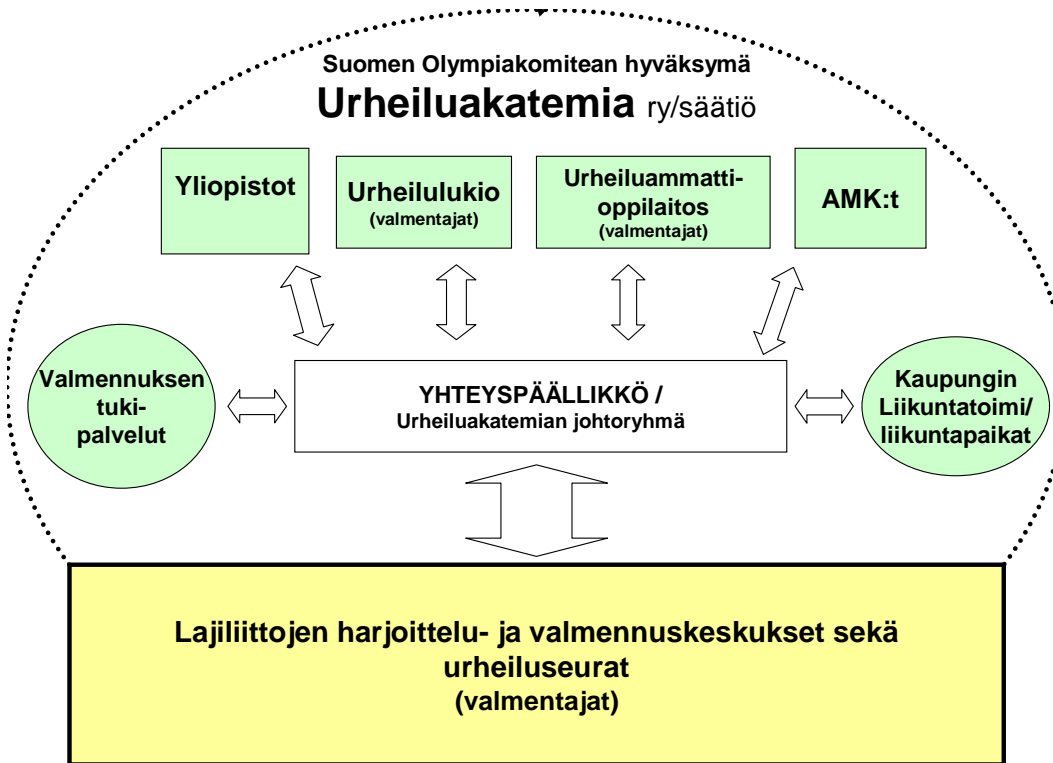 Suomen Olympiakomitean hyväksymä
Urheiluakatemia ry/säätiö
Yliopistot
Urheilulukio
(valmentajat)
Urheiluammatti-
oppilaitos
(valmentajat)
AMK:t
Valmennuksen
tuki-
palvelut
YHTEYSPÄÄLLIKKÖ /
Urheiluakatemian johtoryhmä
Kaupungin
Liikuntatoimi/
liikuntapaikat
Lajiliittojen harjoittelu- ja valmennuskeskukset sekä
urheiluseurat
(valmentajat)